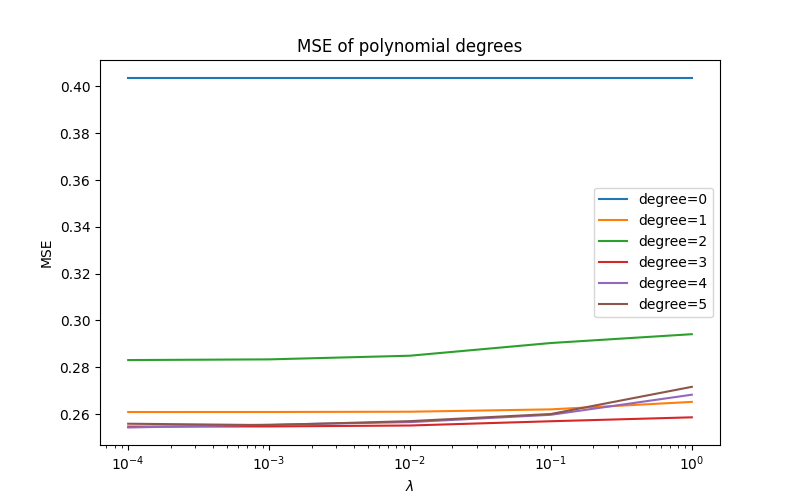 MSE of polynomial degrees
MSE
0.40
0.38
0.36
0.34
0.32
0.30
0.28
0.26
degree=0
degree=1
degree=2
degree=3
degree=4
degree=5
10⁻⁴ 10⁻³ 10⁻² 10⁻¹ 10⁰
λ